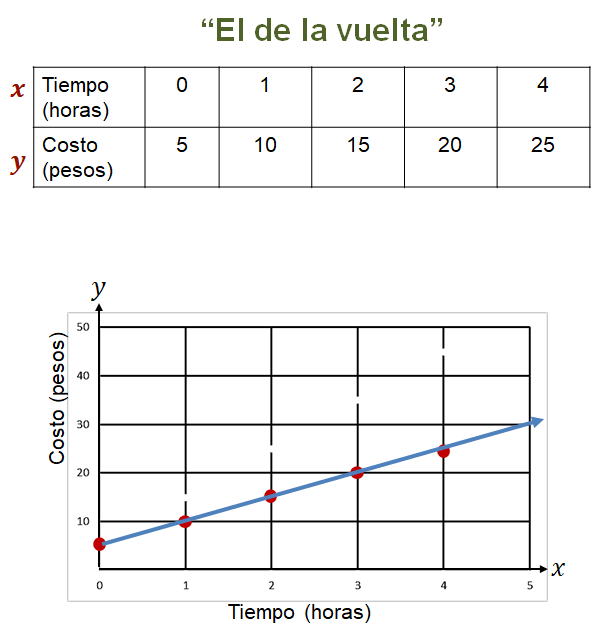 “El de la vuelta”
x Tiempo (horas) 0 1 2 3 4
y Costo (pesos) 5 10 15 20 25
y
50
40
30
20
10
Costo (pesos)
0 1 2 3 4 5
x
Tiempo (horas)